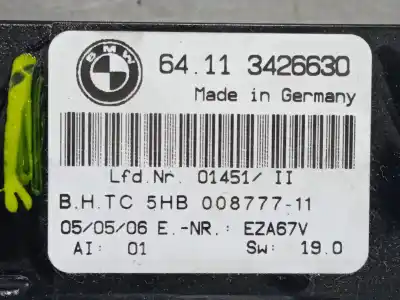 BMW
64.11 3426630
Made in Germany
Lfd.Nr. 01451/ II
B.H.TC 5HB 008777-11
05/05/06 E.-NR.: EZA67V
AI: 01 SW: 19.0